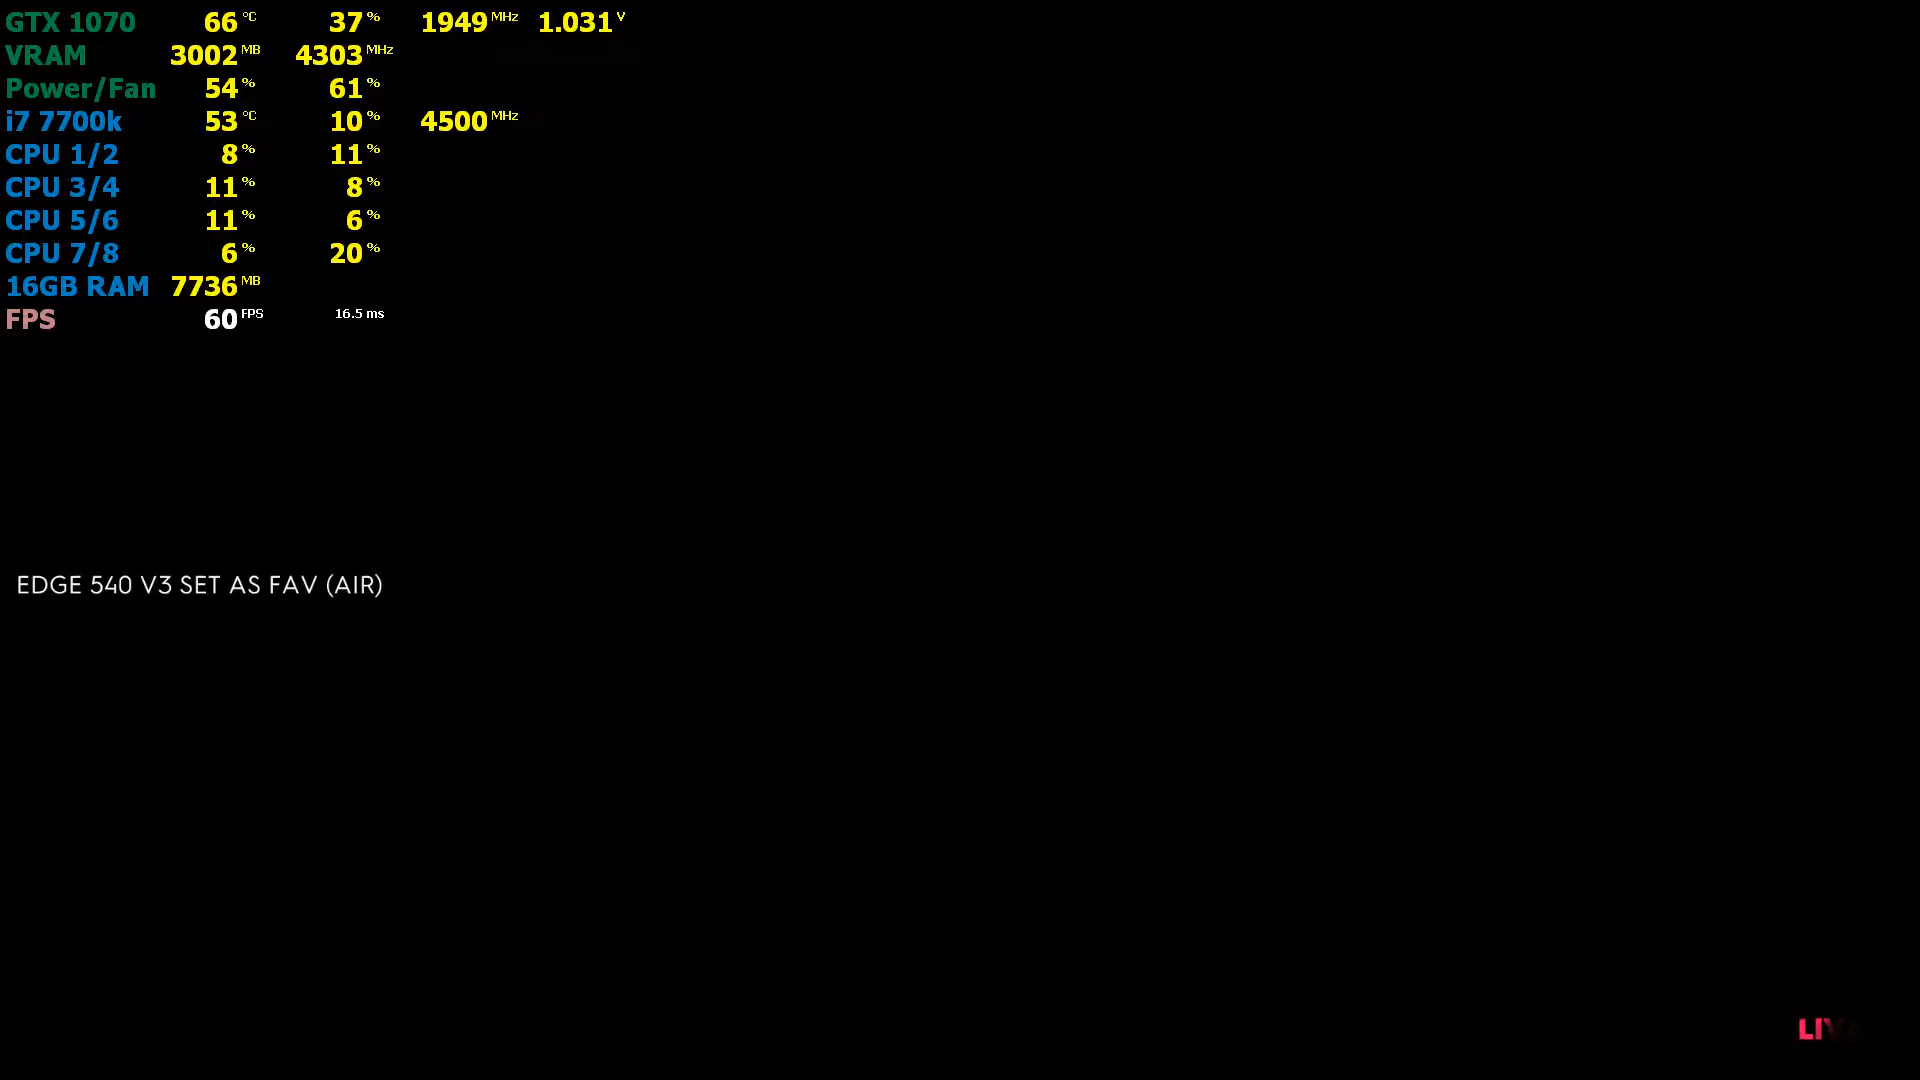 GTX 1070 66 °C 37 % 1949 MHz 1.031 V
VRAM 3002 MB 4303 MHz
Power/Fan 54 % 61 %
i7 7700k 53 °C 10 % 4500 MHz
CPU 1/2 8 % 11 %
CPU 3/4 11 % 8 %
CPU 5/6 11 % 6 %
CPU 7/8 6 % 20 %
16GB RAM 7736 MB
FPS 60 FPS 16.5 ms
EDGE 540 V3 SET AS FAV (AIR)